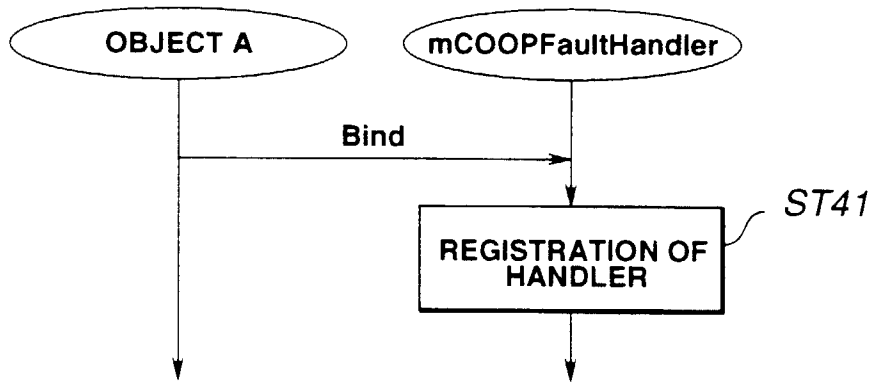 OBJECT A
mCOOPFaultHandler
Bind
ST41
REGISTRATION OF
HANDLER